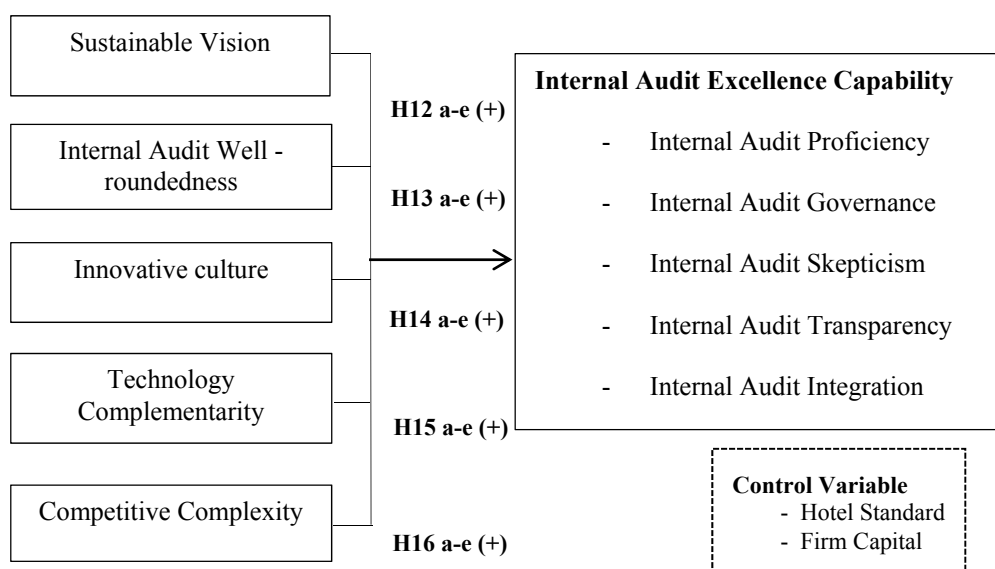 Sustainable Vision
Internal Audit Well -
roundedness
Innovative culture
Technology
Complementarity
Competitive Complexity
H12 a-e (+)
H13 a-e (+)
H14 a-e (+)
H15 a-e (+)
H16 a-e (+)
Internal Audit Excellence Capability
- Internal Audit Proficiency
- Internal Audit Governance
- Internal Audit Skepticism
- Internal Audit Transparency
- Internal Audit Integration
Control Variable
- Hotel Standard
- Firm Capital